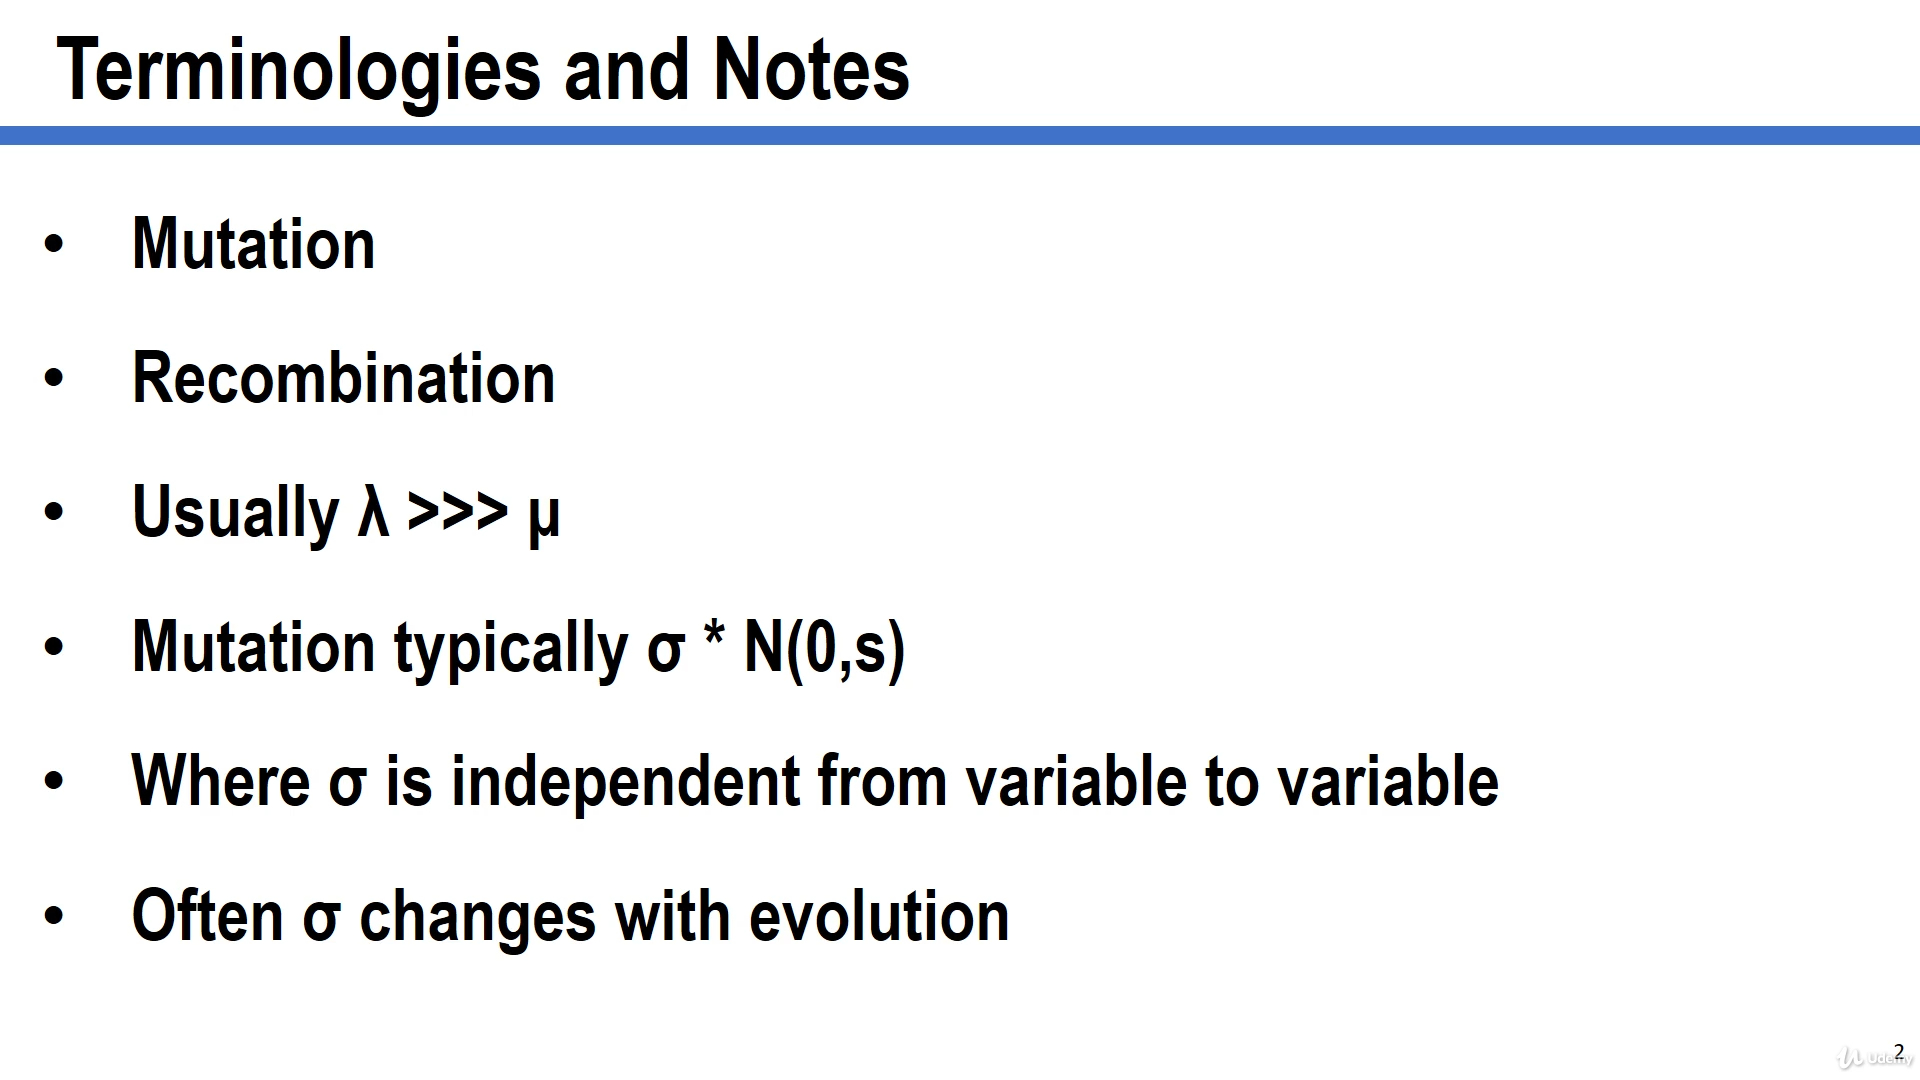 Terminologies and Notes
• Mutation
• Recombination
• Usually λ >>> μ
• Mutation typically σ * N(0,s)
• Where σ is independent from variable to variable
• Often σ changes with evolution
2
Udemy